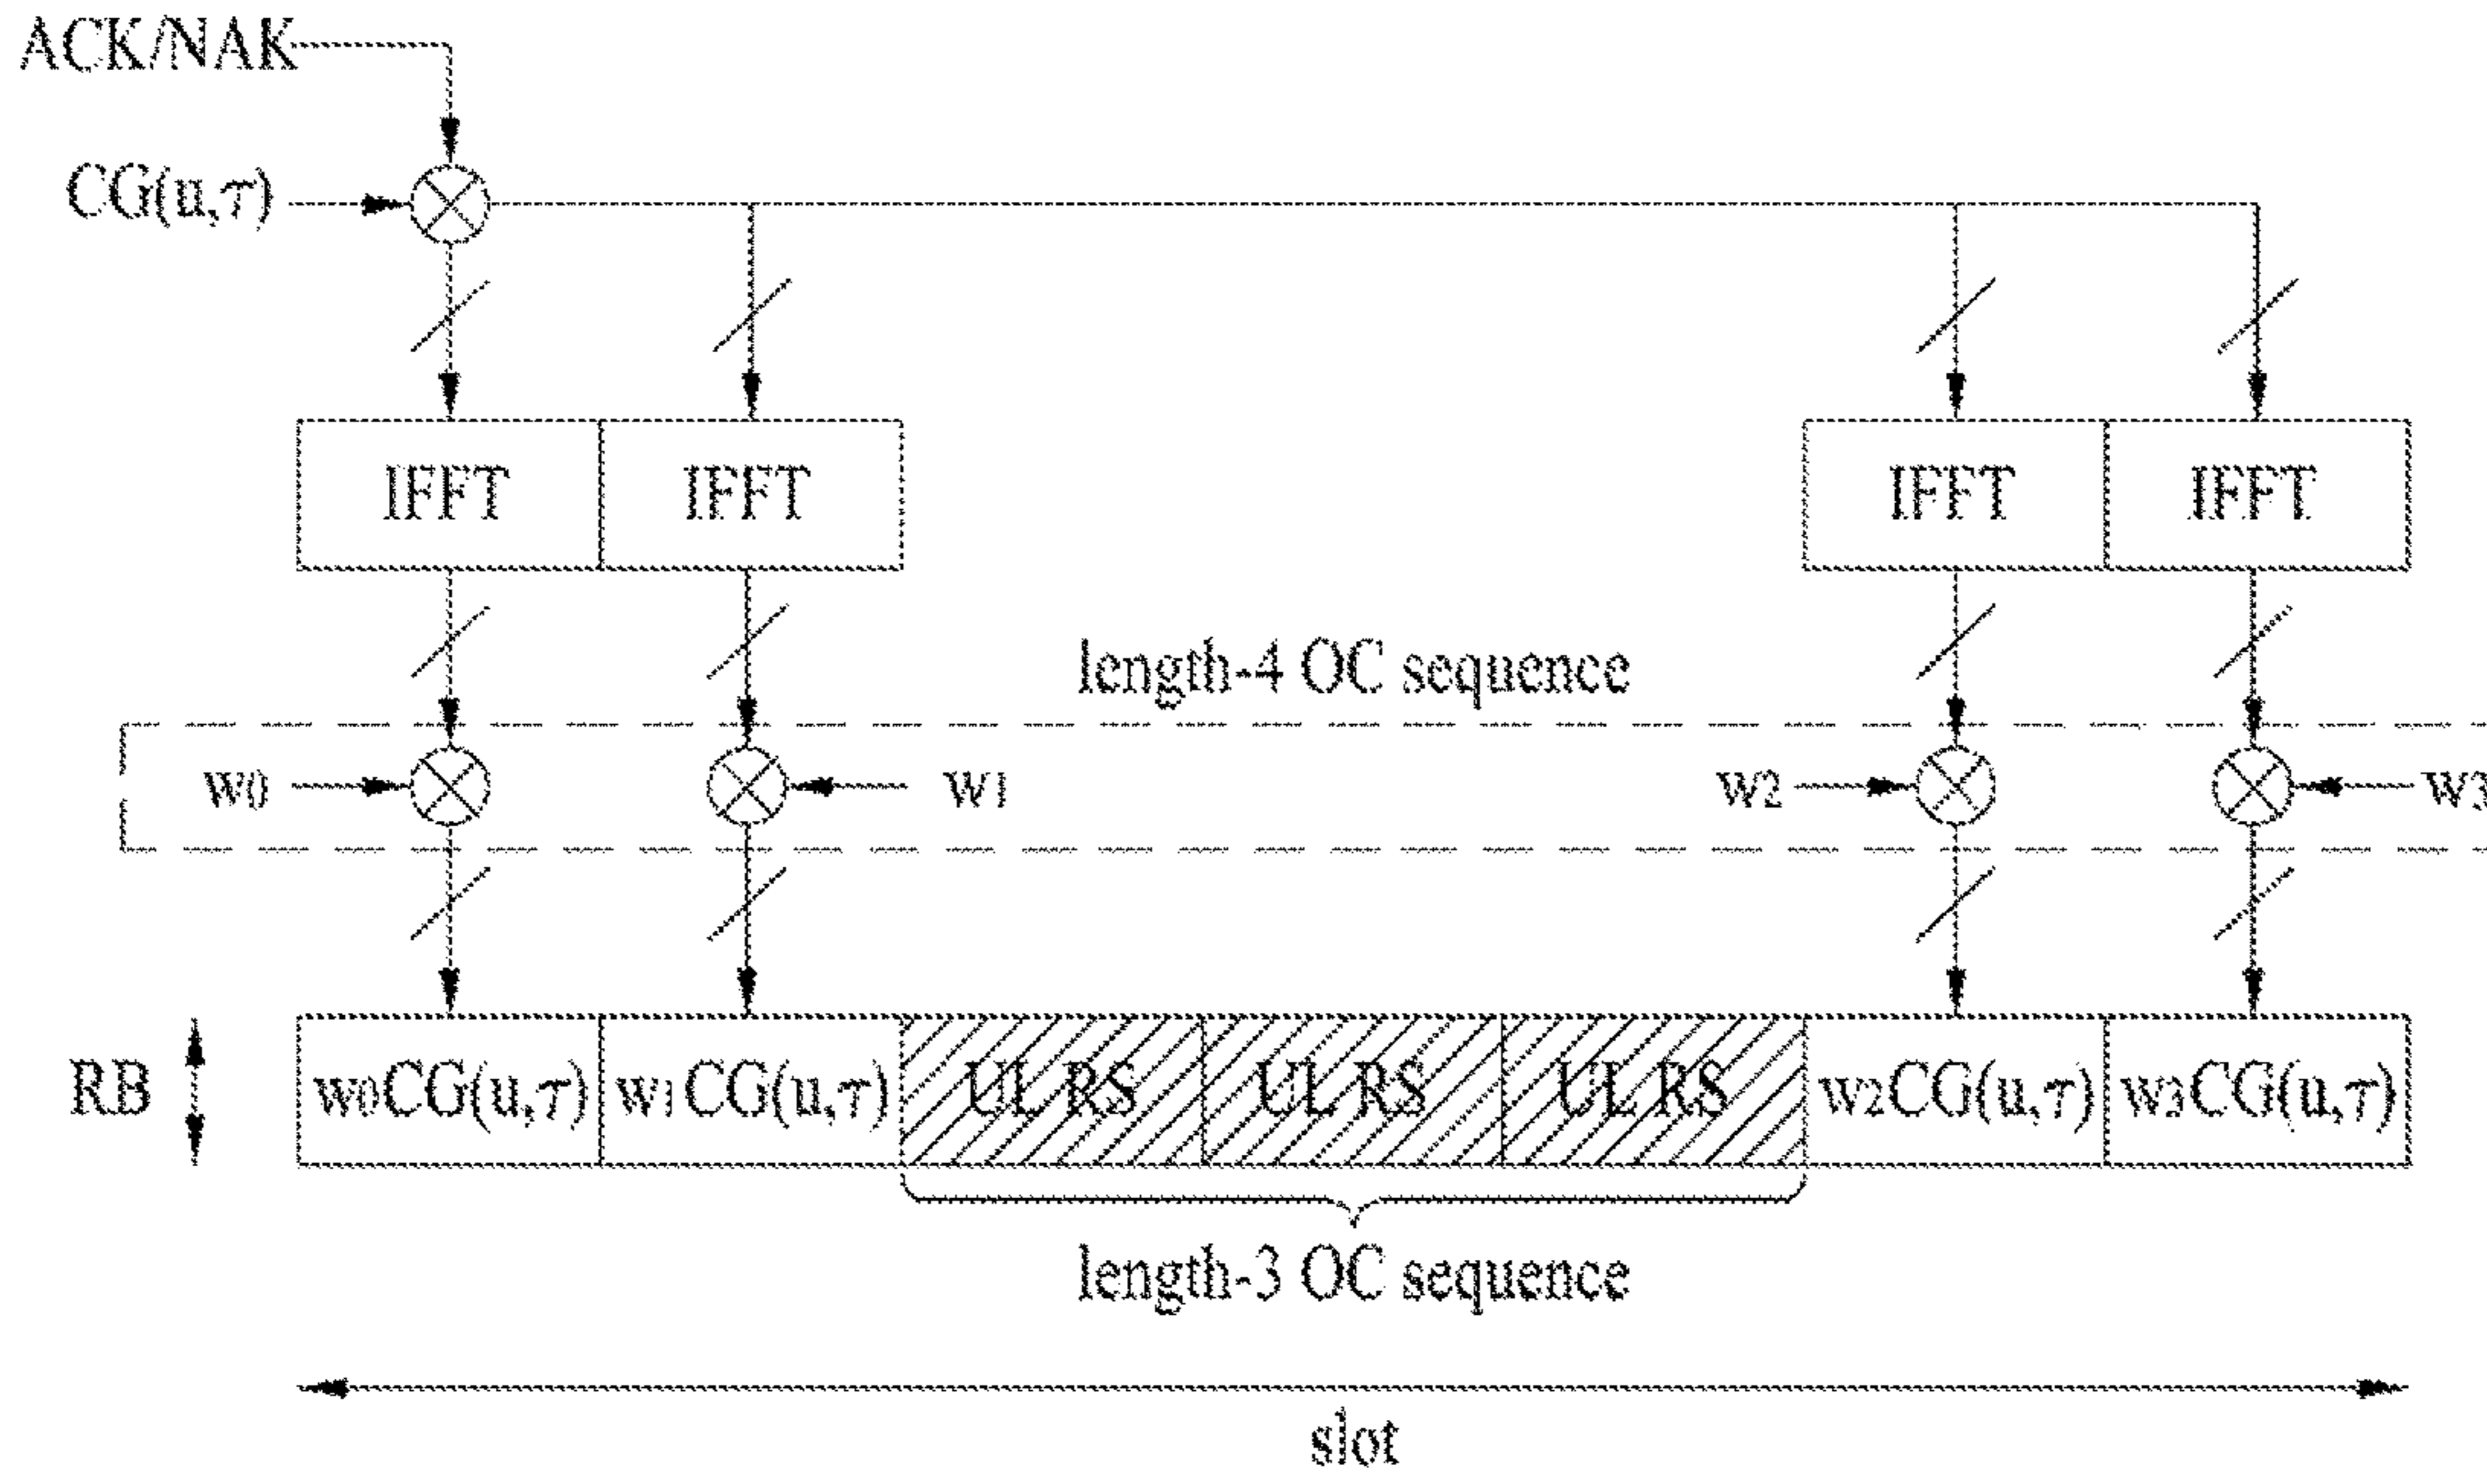 ACK/NAK
CG(u,τ)
IFFT IFFT IFFT IFFT
length-4 OC sequence
w0 w1 w2 w3
RB w0CG(u,τ) w1CG(u,τ) UL RS UL RS UL RS w2CG(u,τ) w3CG(u,τ)
length-3 OC sequence
slot